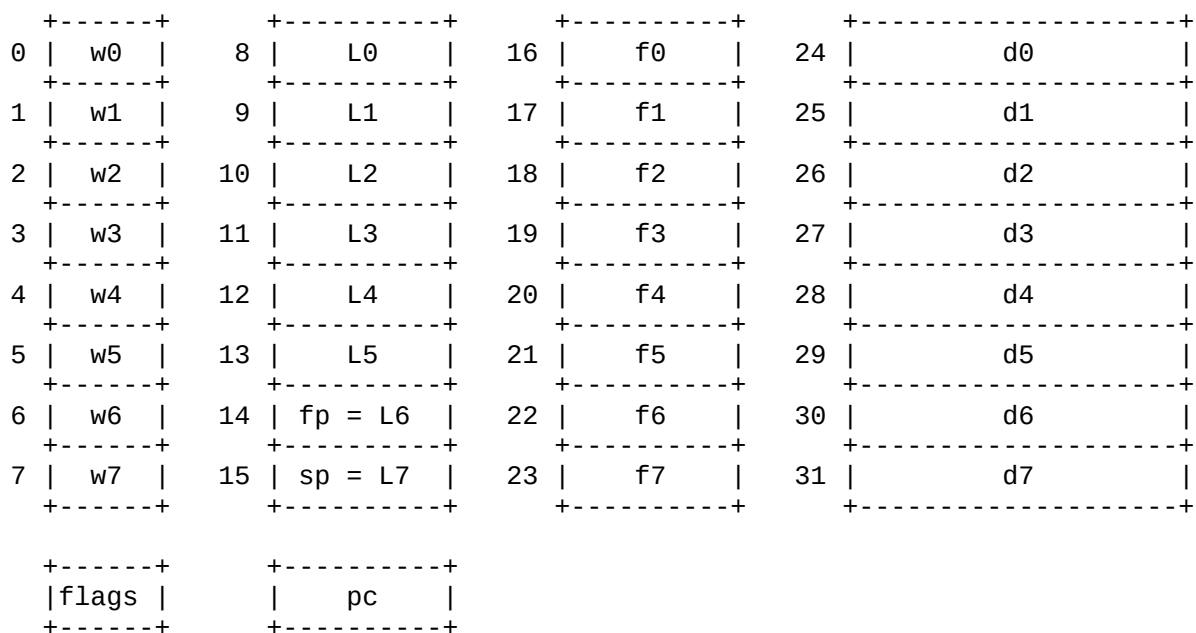 +------+ +----------+ +----------+ +--------------------+
0 | w0 | 8 | L0 | 16 | f0 | 24 | d0 |
+------+ +----------+ +----------+ +--------------------+
1 | w1 | 9 | L1 | 17 | f1 | 25 | d1 |
+------+ +----------+ +----------+ +--------------------+
2 | w2 | 10 | L2 | 18 | f2 | 26 | d2 |
+------+ +----------+ +----------+ +--------------------+
3 | w3 | 11 | L3 | 19 | f3 | 27 | d3 |
+------+ +----------+ +----------+ +--------------------+
4 | w4 | 12 | L4 | 20 | f4 | 28 | d4 |
+------+ +----------+ +----------+ +--------------------+
5 | w5 | 13 | L5 | 21 | f5 | 29 | d5 |
+------+ +----------+ +----------+ +--------------------+
6 | w6 | 14 | fp = L6 | 22 | f6 | 30 | d6 |
+------+ +----------+ +----------+ +--------------------+
7 | w7 | 15 | sp = L7 | 23 | f7 | 31 | d7 |
+------+ +----------+ +----------+ +--------------------+
+------+ +----------+
|flags | | pc |
+------+ +----------+